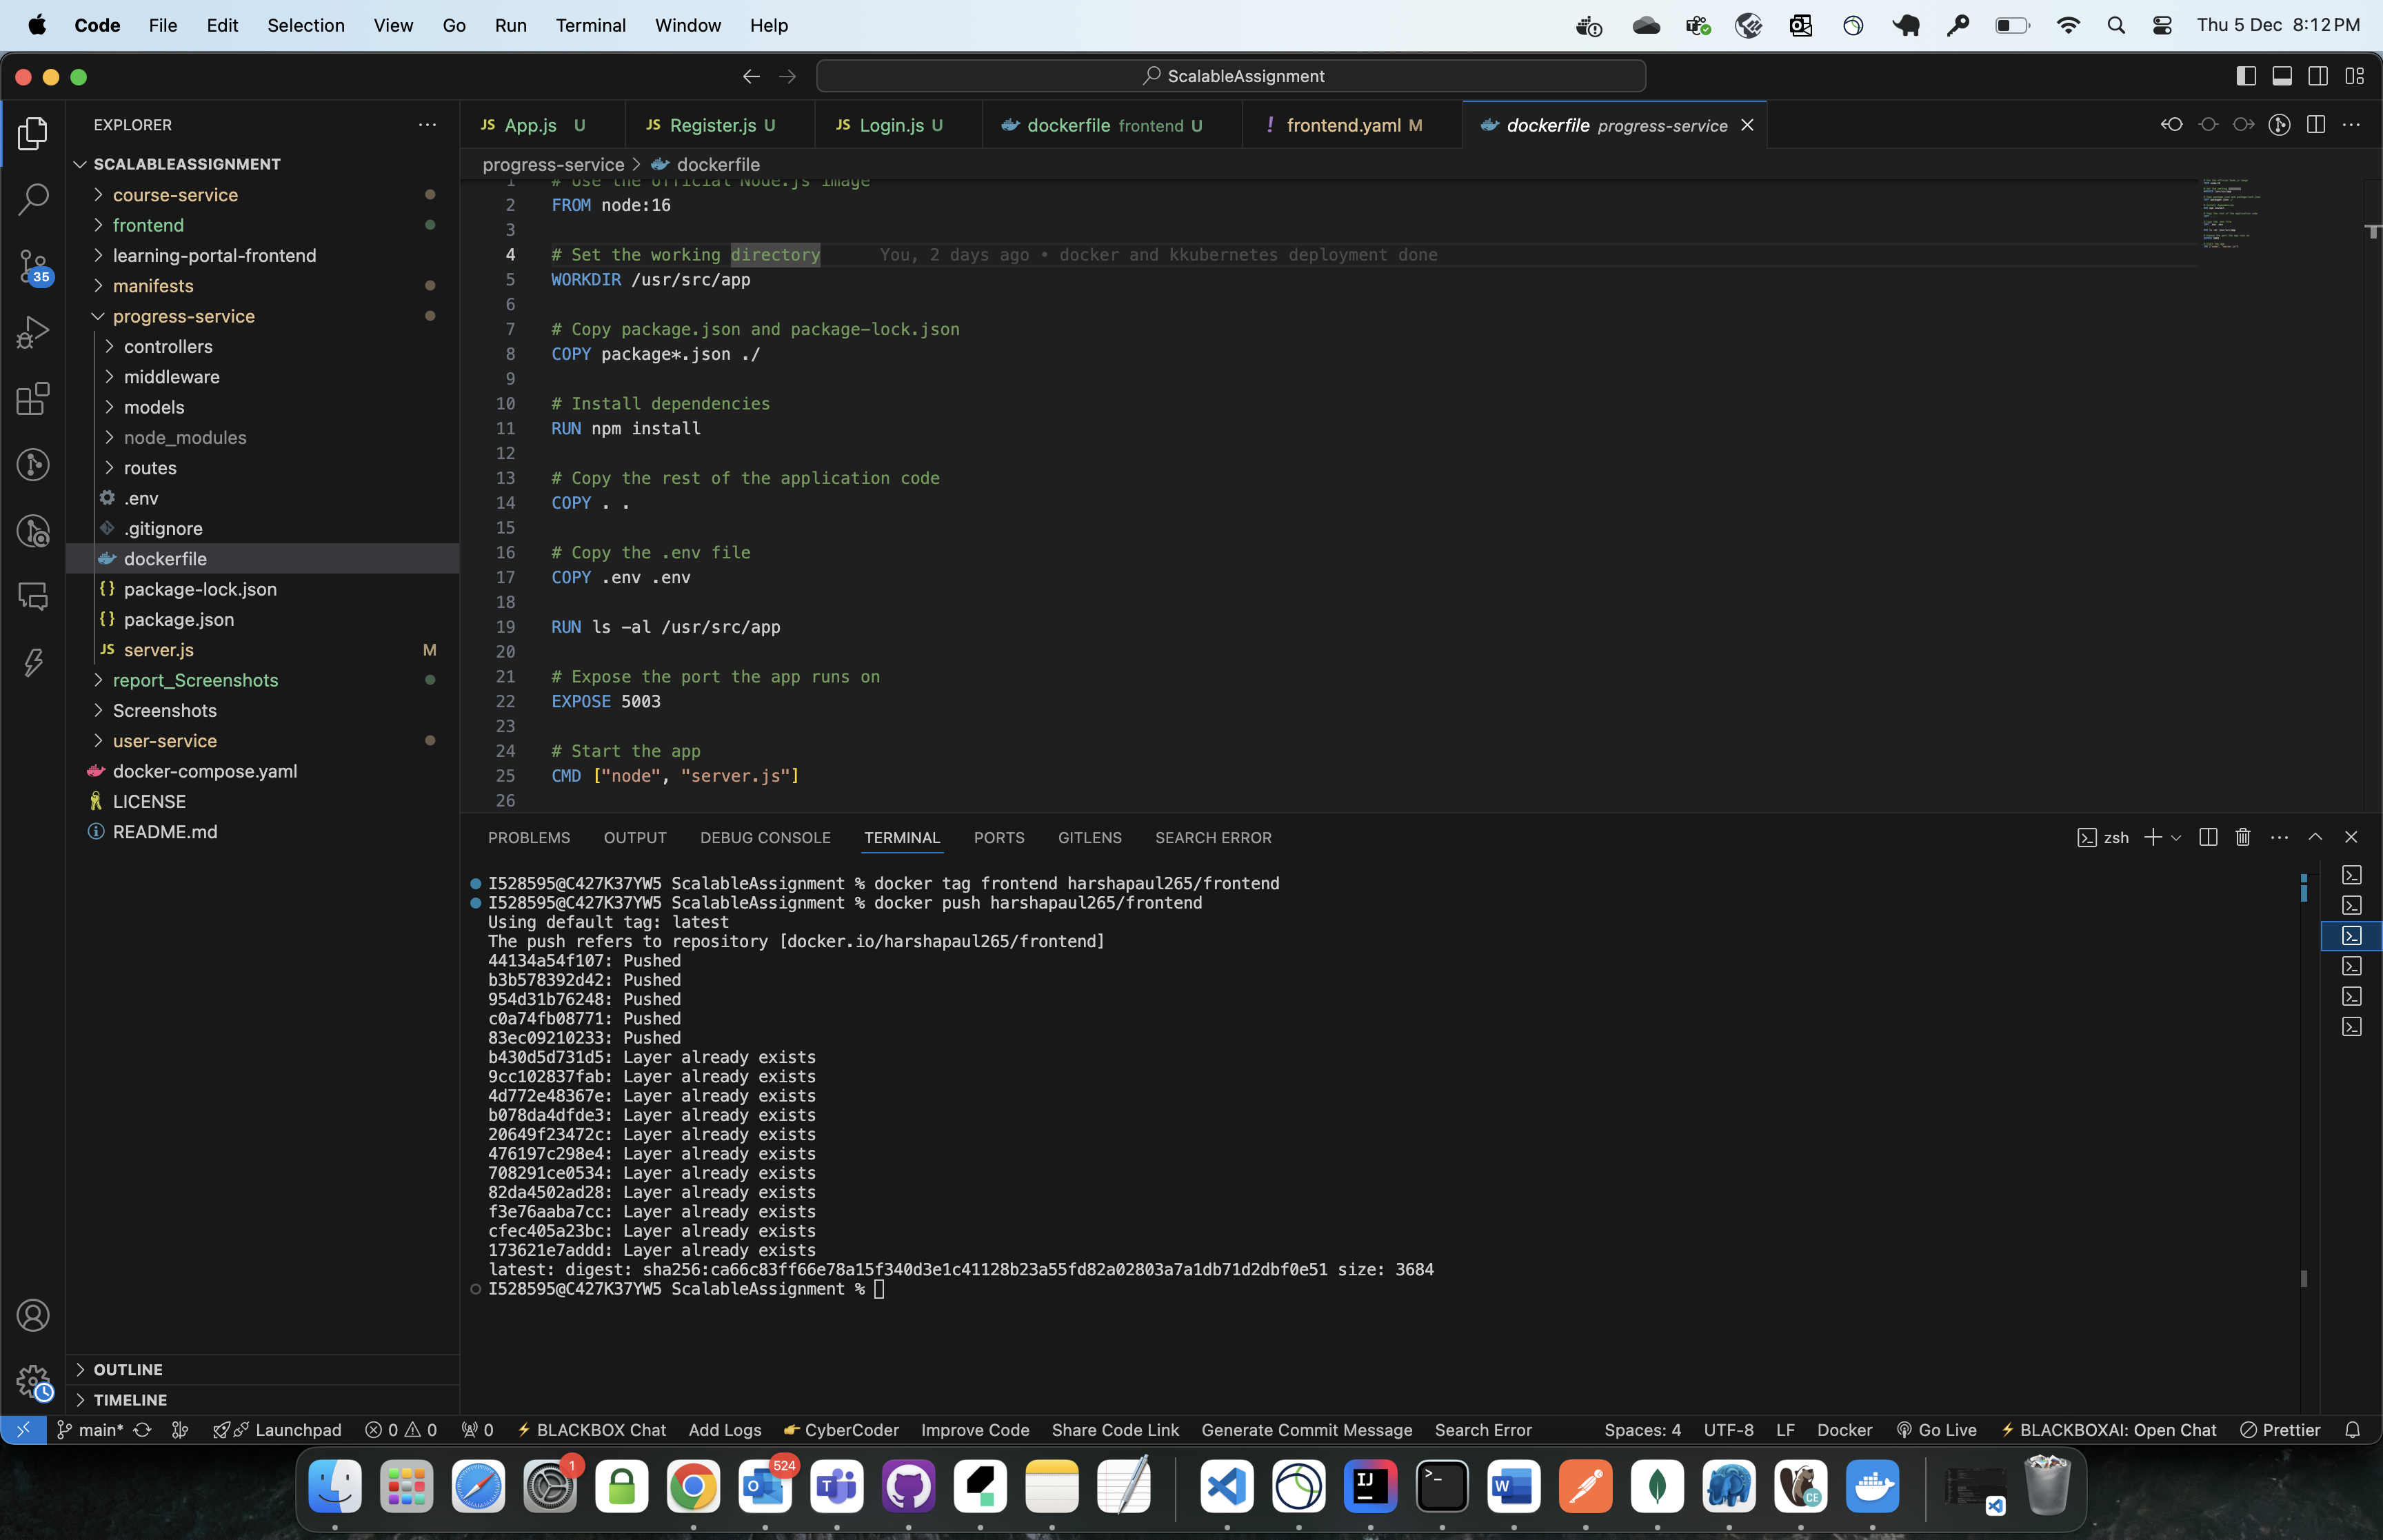 Code File Edit Selection View Go Run Terminal Window Help Thu 5 Dec 8:12 PM
ScalableAssignment
EXPLORER
SCALABLEASSIGNMENT
course-service
frontend
learning-portal-frontend
manifests
progress-service
controllers
middleware
models
node_modules
routes
.env
.gitignore
dockerfile
package-lock.json
package.json
server.js M
report_Screenshots
Screenshots
user-service
docker-compose.yaml
LICENSE
README.md
OUTLINE
TIMELINE
35
JS App.js U JS Register.js U JS Login.js U dockerfile frontend U ! frontend.yaml M dockerfile progress-service
progress-service > dockerfile
1 # Use the official Node.js image
2 FROM node:16
3
4 # Set the working directory You, 2 days ago • docker and kkubernetes deployment done
5 WORKDIR /usr/src/app
6
7 # Copy package.json and package-lock.json
8 COPY package*.json ./
9
10 # Install dependencies
11 RUN npm install
12
13 # Copy the rest of the application code
14 COPY . .
15
16 # Copy the .env file
17 COPY .env .env
18
19 RUN ls -al /usr/src/app
20
21 # Expose the port the app runs on
22 EXPOSE 5003
23
24 # Start the app
25 CMD ["node", "server.js"]
26
PROBLEMS OUTPUT DEBUG CONSOLE TERMINAL PORTS GITLENS SEARCH ERROR zsh
I528595@C427K37YW5 ScalableAssignment % docker tag frontend harshapaul265/frontend
I528595@C427K37YW5 ScalableAssignment % docker push harshapaul265/frontend
Using default tag: latest
The push refers to repository [docker.io/harshapaul265/frontend]
44134a54f107: Pushed
b3b578392d42: Pushed
954d31b76248: Pushed
c0a74fb08771: Pushed
83ec09210233: Pushed
b430d5d731d5: Layer already exists
9cc102837fab: Layer already exists
4d772e48367e: Layer already exists
b078da4dfde3: Layer already exists
20649f23472c: Layer already exists
476197c298e4: Layer already exists
708291ce0534: Layer already exists
82da4502ad28: Layer already exists
f3e76aaba7cc: Layer already exists
cfec405a23bc: Layer already exists
173621e7addd: Layer already exists
latest: digest: sha256:ca66c83ff66e78a15f340d3e1c41128b23a55fd82a02803a7a1db71d2dbf0e51 size: 3684
I528595@C427K37YW5 ScalableAssignment %
main* Launchpad 0 0 0 BLACKBOX Chat Add Logs CyberCoder Improve Code Share Code Link Generate Commit Message Search Error Spaces: 4 UTF-8 LF Docker Go Live BLACKBOXAI: Open Chat Prettier
1 524 IJ W CE